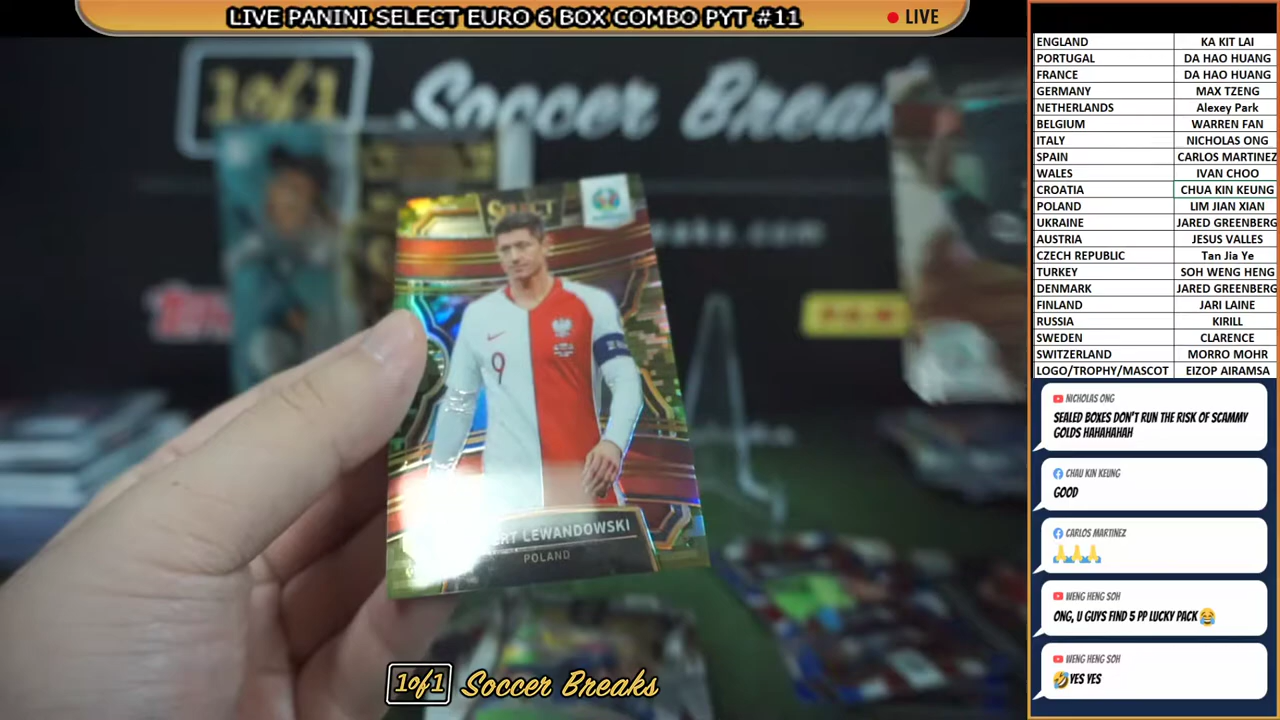 LIVE PANINI SELECT EURO 6 BOX COMBO PYT #11
LIVE
1of1 Soccer Breaks
SELECT
9
LEWANDOWSKI
POLAND
1of1 Soccer Breaks
ENGLAND KA KIT LAI
PORTUGAL DA HAO HUANG
FRANCE DA HAO HUANG
GERMANY MAX TZENG
NETHERLANDS Alexey Park
BELGIUM WARREN FAN
ITALY NICHOLAS ONG
SPAIN CARLOS MARTINEZ
WALES IVAN CHOO
CROATIA CHUA KIN KEUNG
POLAND LIM JIAN XIAN
UKRAINE JARED GREENBERG
AUSTRIA JESUS VALLES
CZECH REPUBLIC Tan Jia Ye
TURKEY SOH WENG HENG
DENMARK JARED GREENBERG
FINLAND JARI LAINE
RUSSIA KIRILL
SWEDEN CLARENCE
SWITZERLAND MORRO MOHR
LOGO/TROPHY/MASCOT EIZOP AIRAMSA
NICHOLAS ONG
SEALED BOXES DON'T RUN THE RISK OF SCAMMY
GOLDS HAHAHAHAH
CHAU KIN KEUNG
GOOD
CARLOS MARTINEZ
🙏🙏🙏
WENG HENG SOH
ONG, U GUYS FIND 5 PP LUCKY PACK 😂
WENG HENG SOH
🤣YES YES